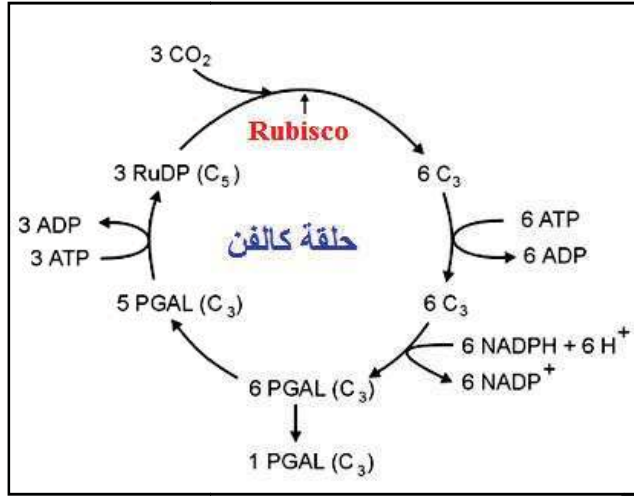 3 CO₂
Rubisco
3 RuDP (C₅)
6 C₃
3 ADP
3 ATP
حلقة كالفن
6 ATP
6 ADP
5 PGAL (C₃)
6 C₃
6 NADPH + 6 H⁺
6 NADP⁺
6 PGAL (C₃)
1 PGAL (C₃)